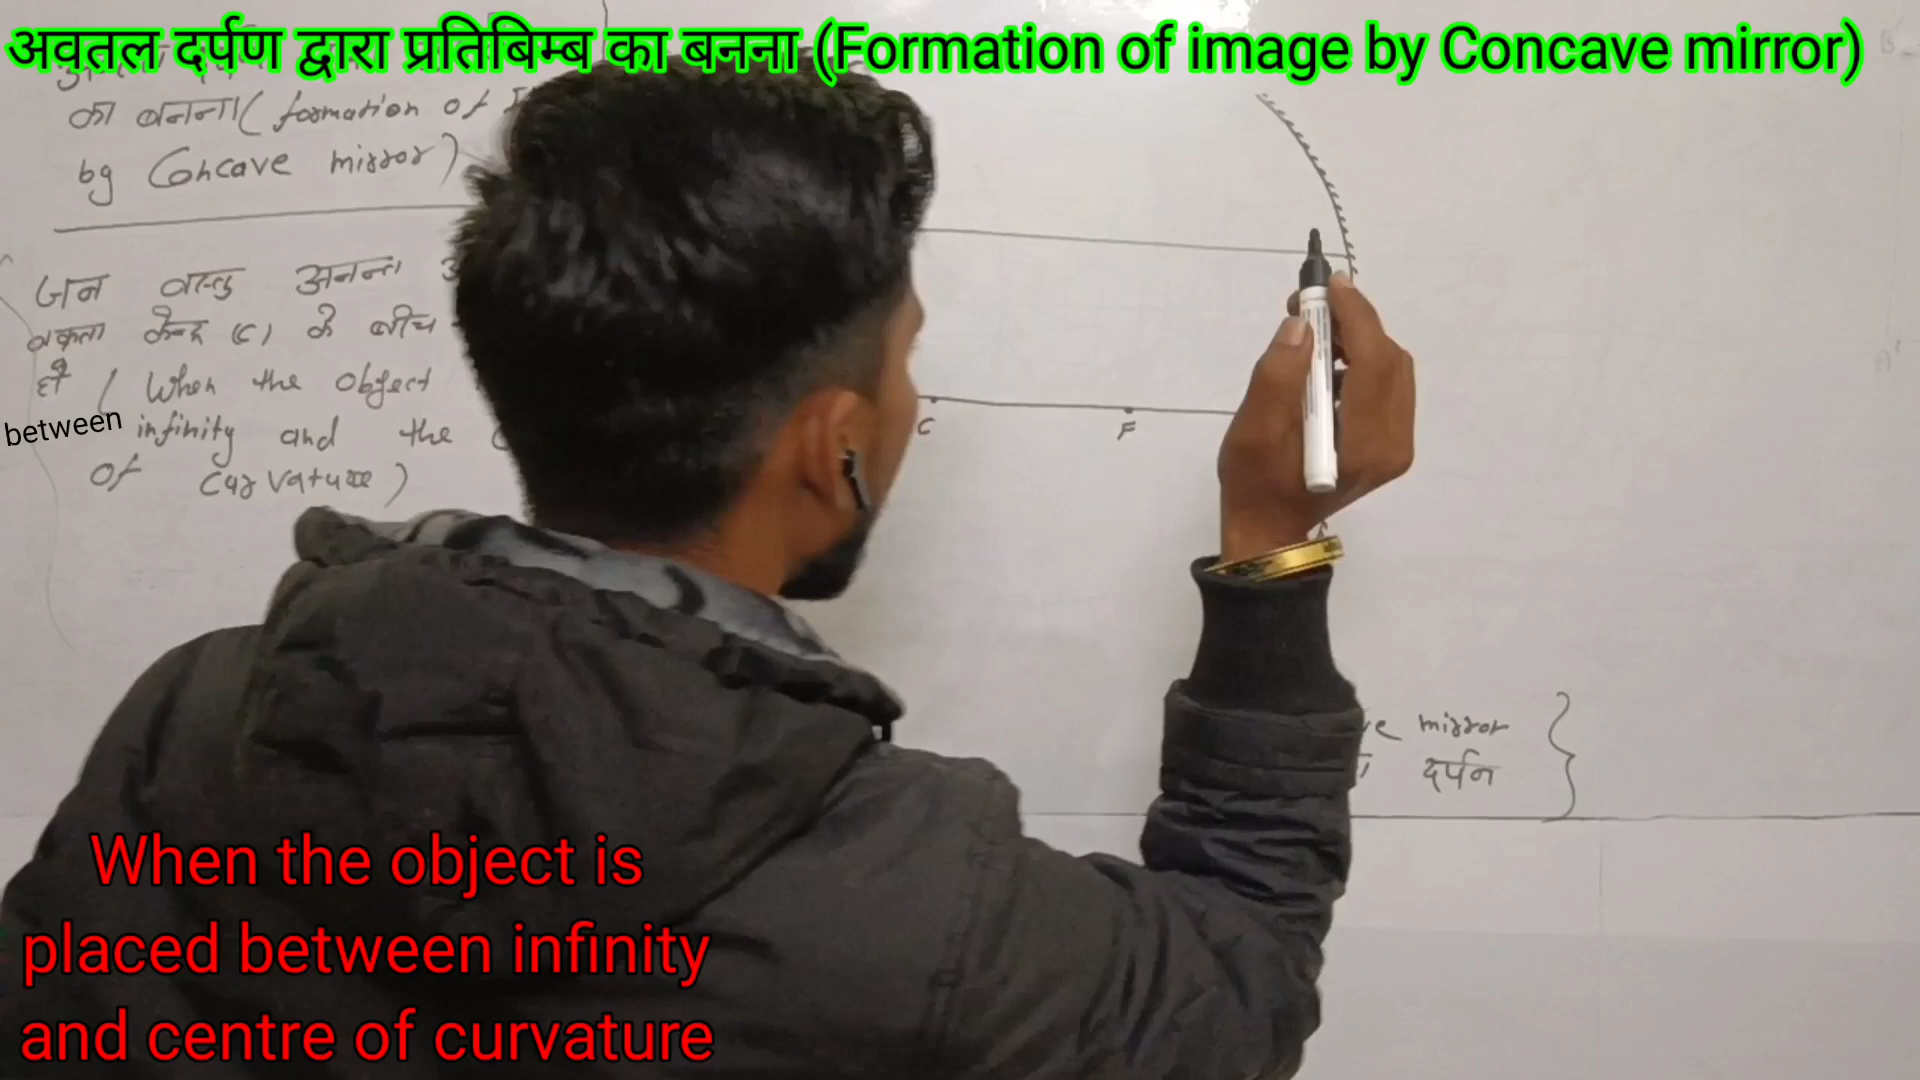 अवतल दर्पण द्वारा प्रतिबिम्ब का बनना (Formation of image by Concave mirror)
का बनना ( formation of
by Concave mirror)
जब वस्तु अनन्त
वक्रता केन्द्र (C) के बीच
हो ( When the object
between infinity and the
of curvature)
C
F
mirror
दर्पन
When the object is
placed between infinity
and centre of curvature